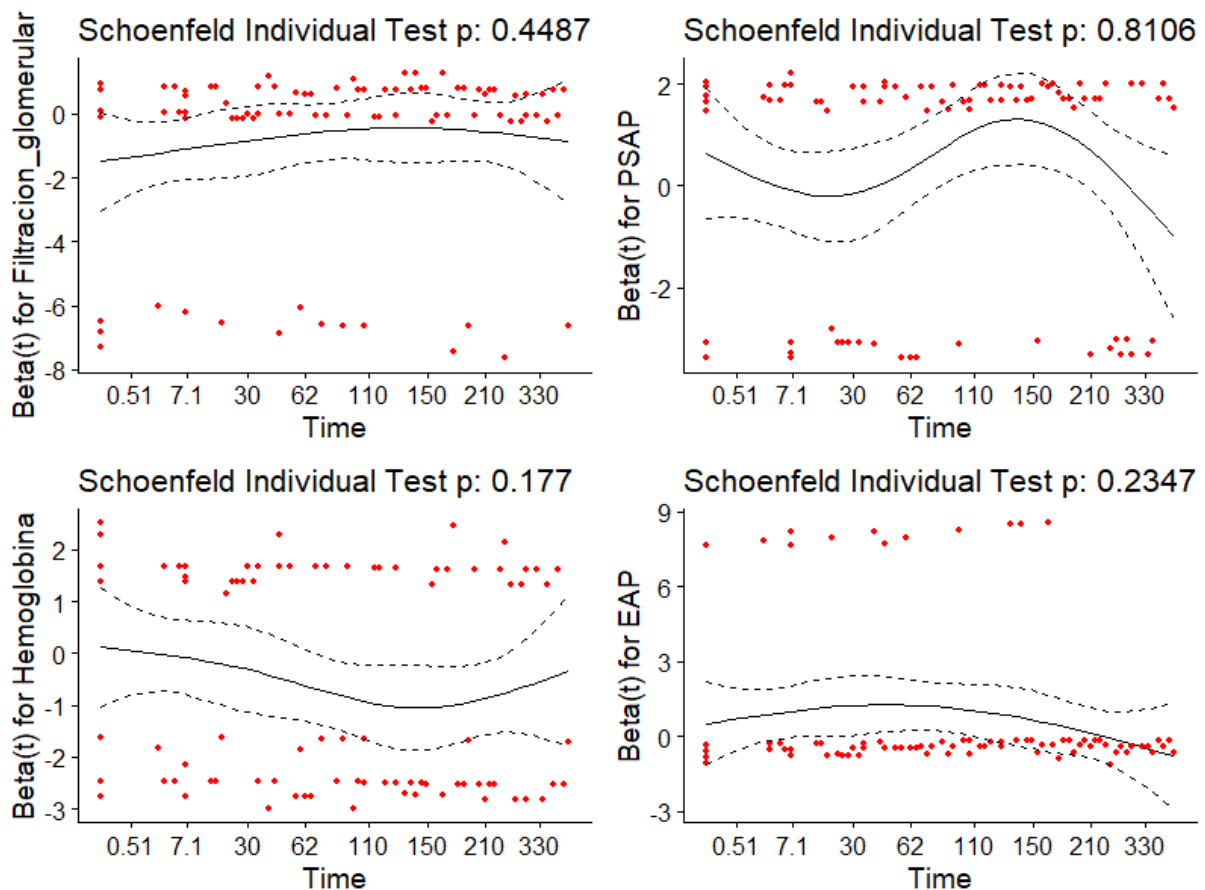 Schoenfeld Individual Test p: 0.4487
Beta(t) for Filtracion_glomerular
0
-2
-4
-6
-8
0.51 7.1 30 62 110 150 210 330
Time
Schoenfeld Individual Test p: 0.8106
Beta(t) for PSAP
2
0
-2
0.51 7.1 30 62 110 150 210 330
Time
Schoenfeld Individual Test p: 0.177
Beta(t) for Hemoglobina
2
1
0
-1
-2
-3
0.51 7.1 30 62 110 150 210 330
Time
Schoenfeld Individual Test p: 0.2347
Beta(t) for EAP
9
6
3
0
-3
0.51 7.1 30 62 110 150 210 330
Time